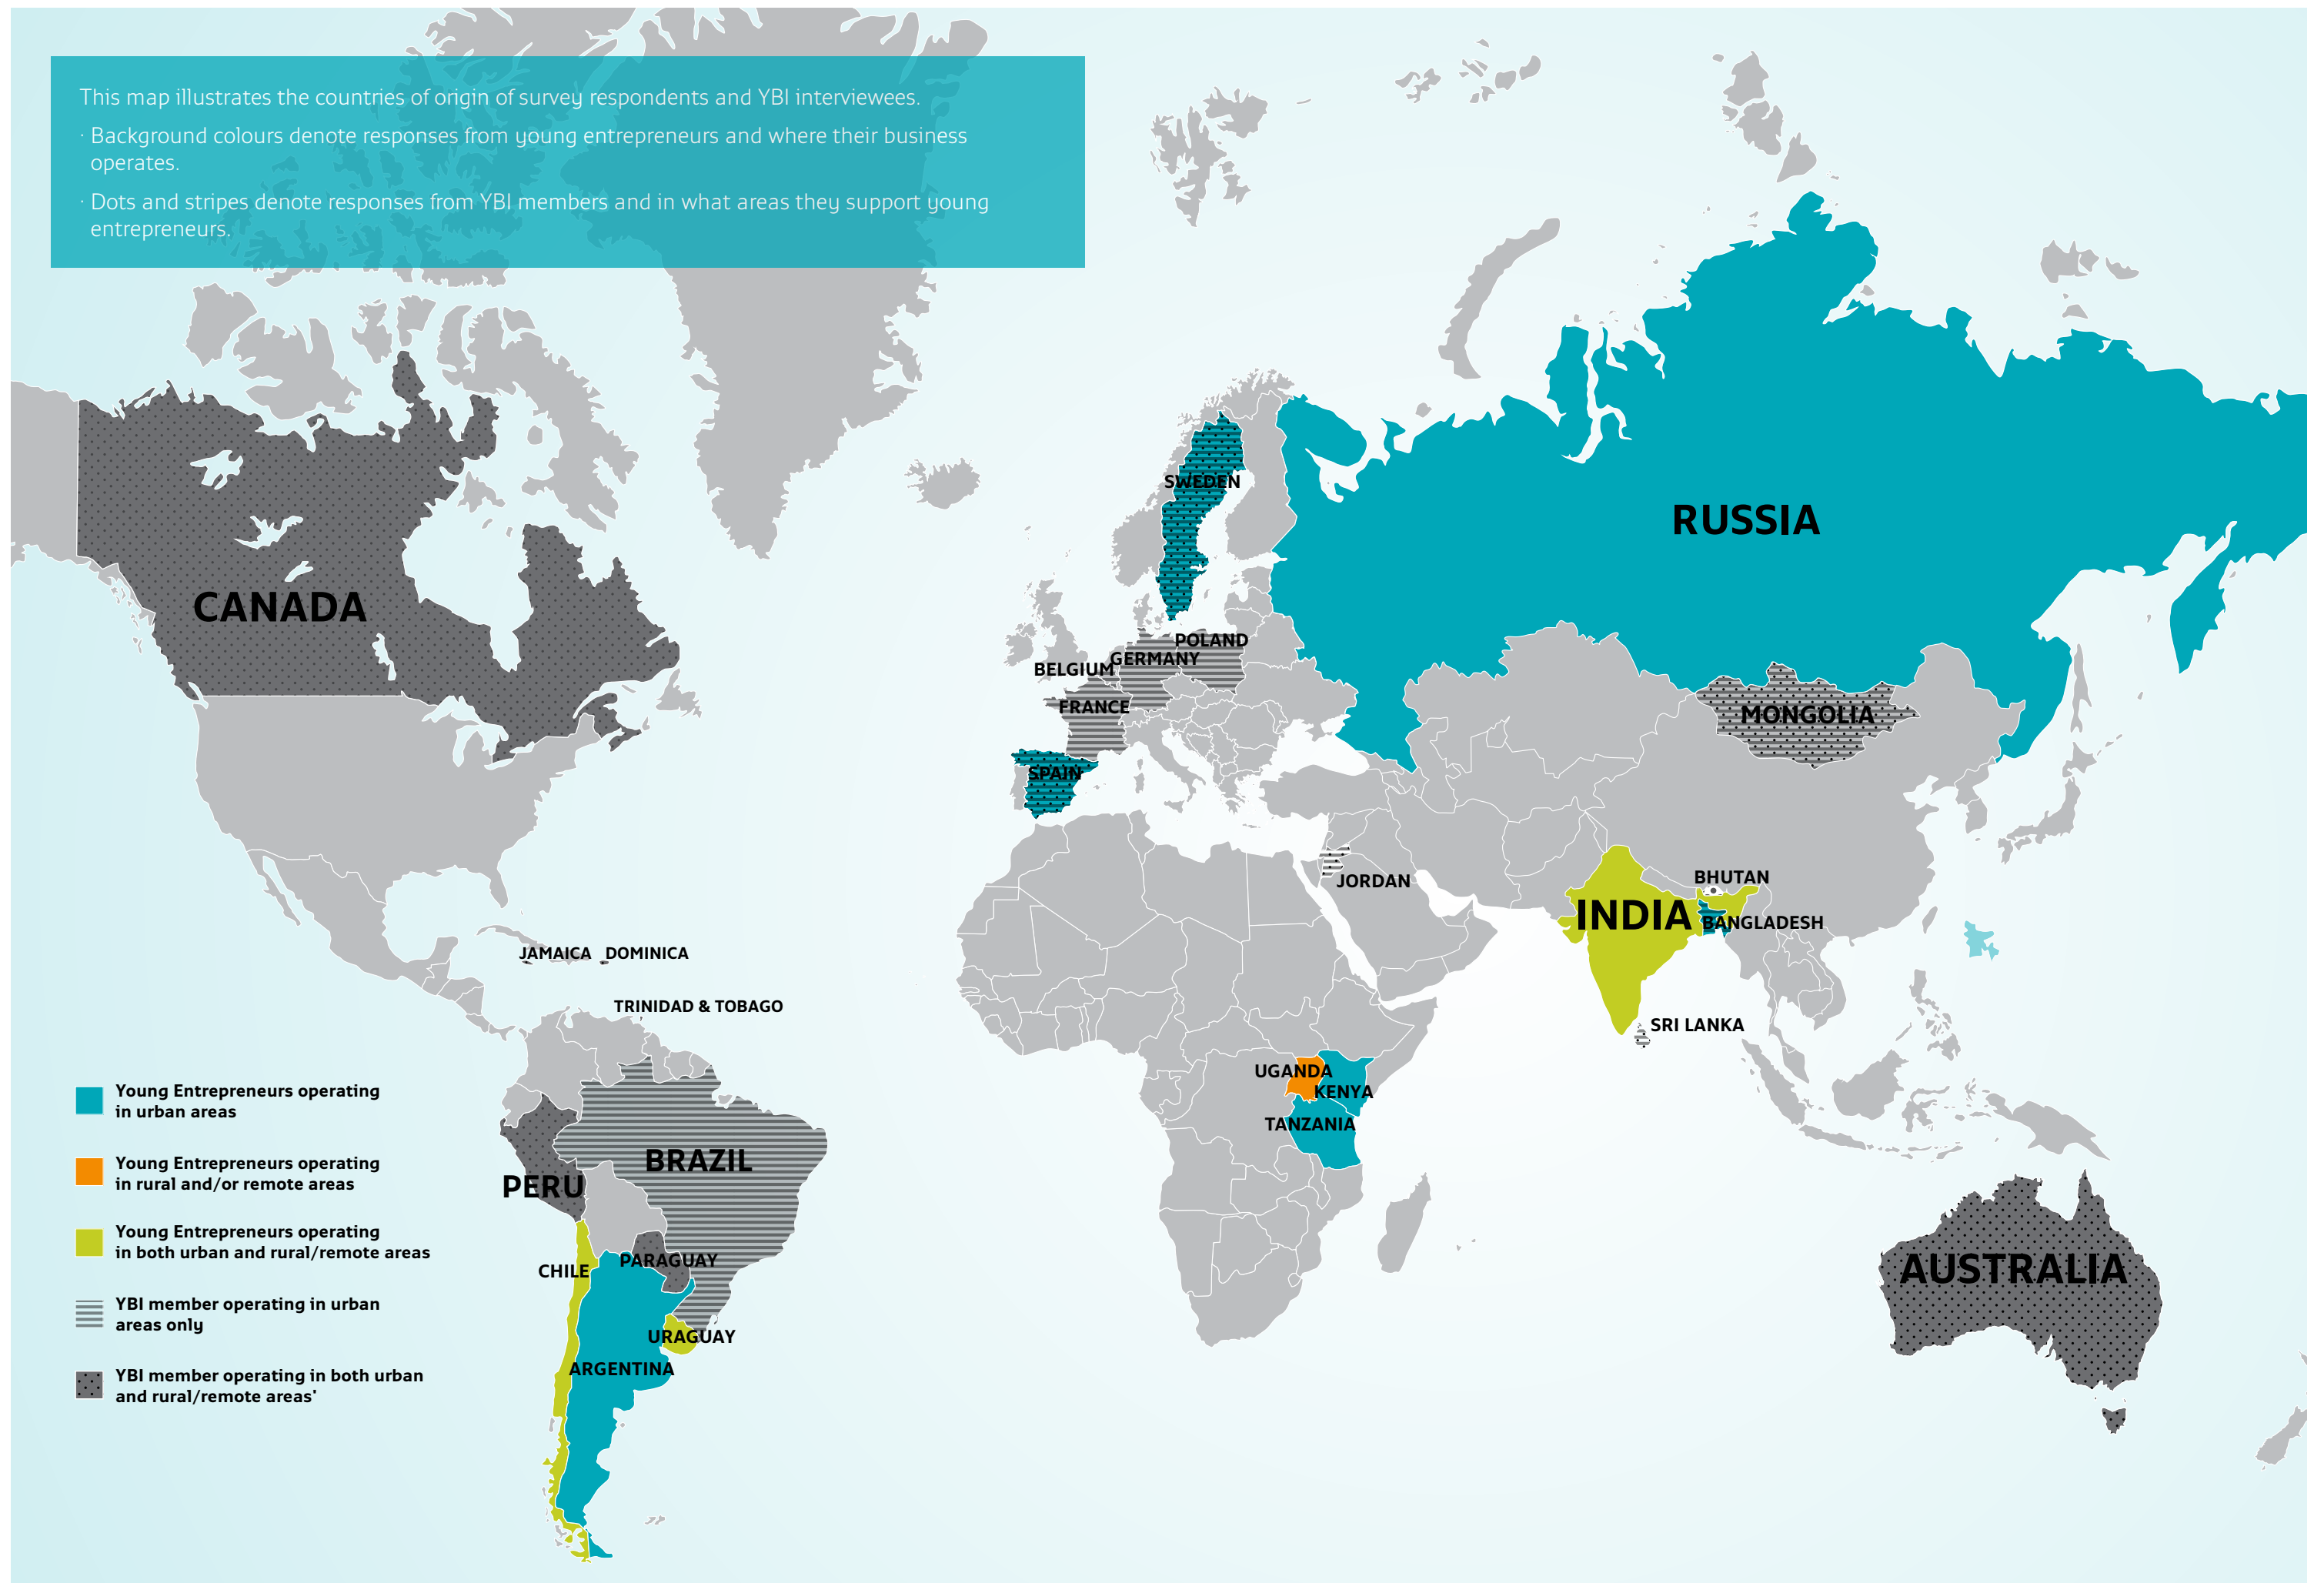 This map illustrates the countries of origin of survey respondents and YBI interviewees.
· Background colours denote responses from young entrepreneurs and where their business
operates.
· Dots and stripes denote responses from YBI members and in what areas they support young
entrepreneurs.
SWEDEN
RUSSIA
CANADA
POLAND
GERMANY
BELGIUM
FRANCE
MONGOLIA
SPAIN
JORDAN
BHUTAN
INDIA
BANGLADESH
JAMAICA
DOMINICA
TRINIDAD & TOBAGO
SRI LANKA
UGANDA
KENYA
TANZANIA
BRAZIL
PERU
PARAGUAY
CHILE
AUSTRALIA
URAGUAY
ARGENTINA
Young Entrepreneurs operating
in urban areas
Young Entrepreneurs operating
in rural and/or remote areas
Young Entrepreneurs operating
in both urban and rural/remote areas
YBI member operating in urban
areas only
YBI member operating in both urban
and rural/remote areas'